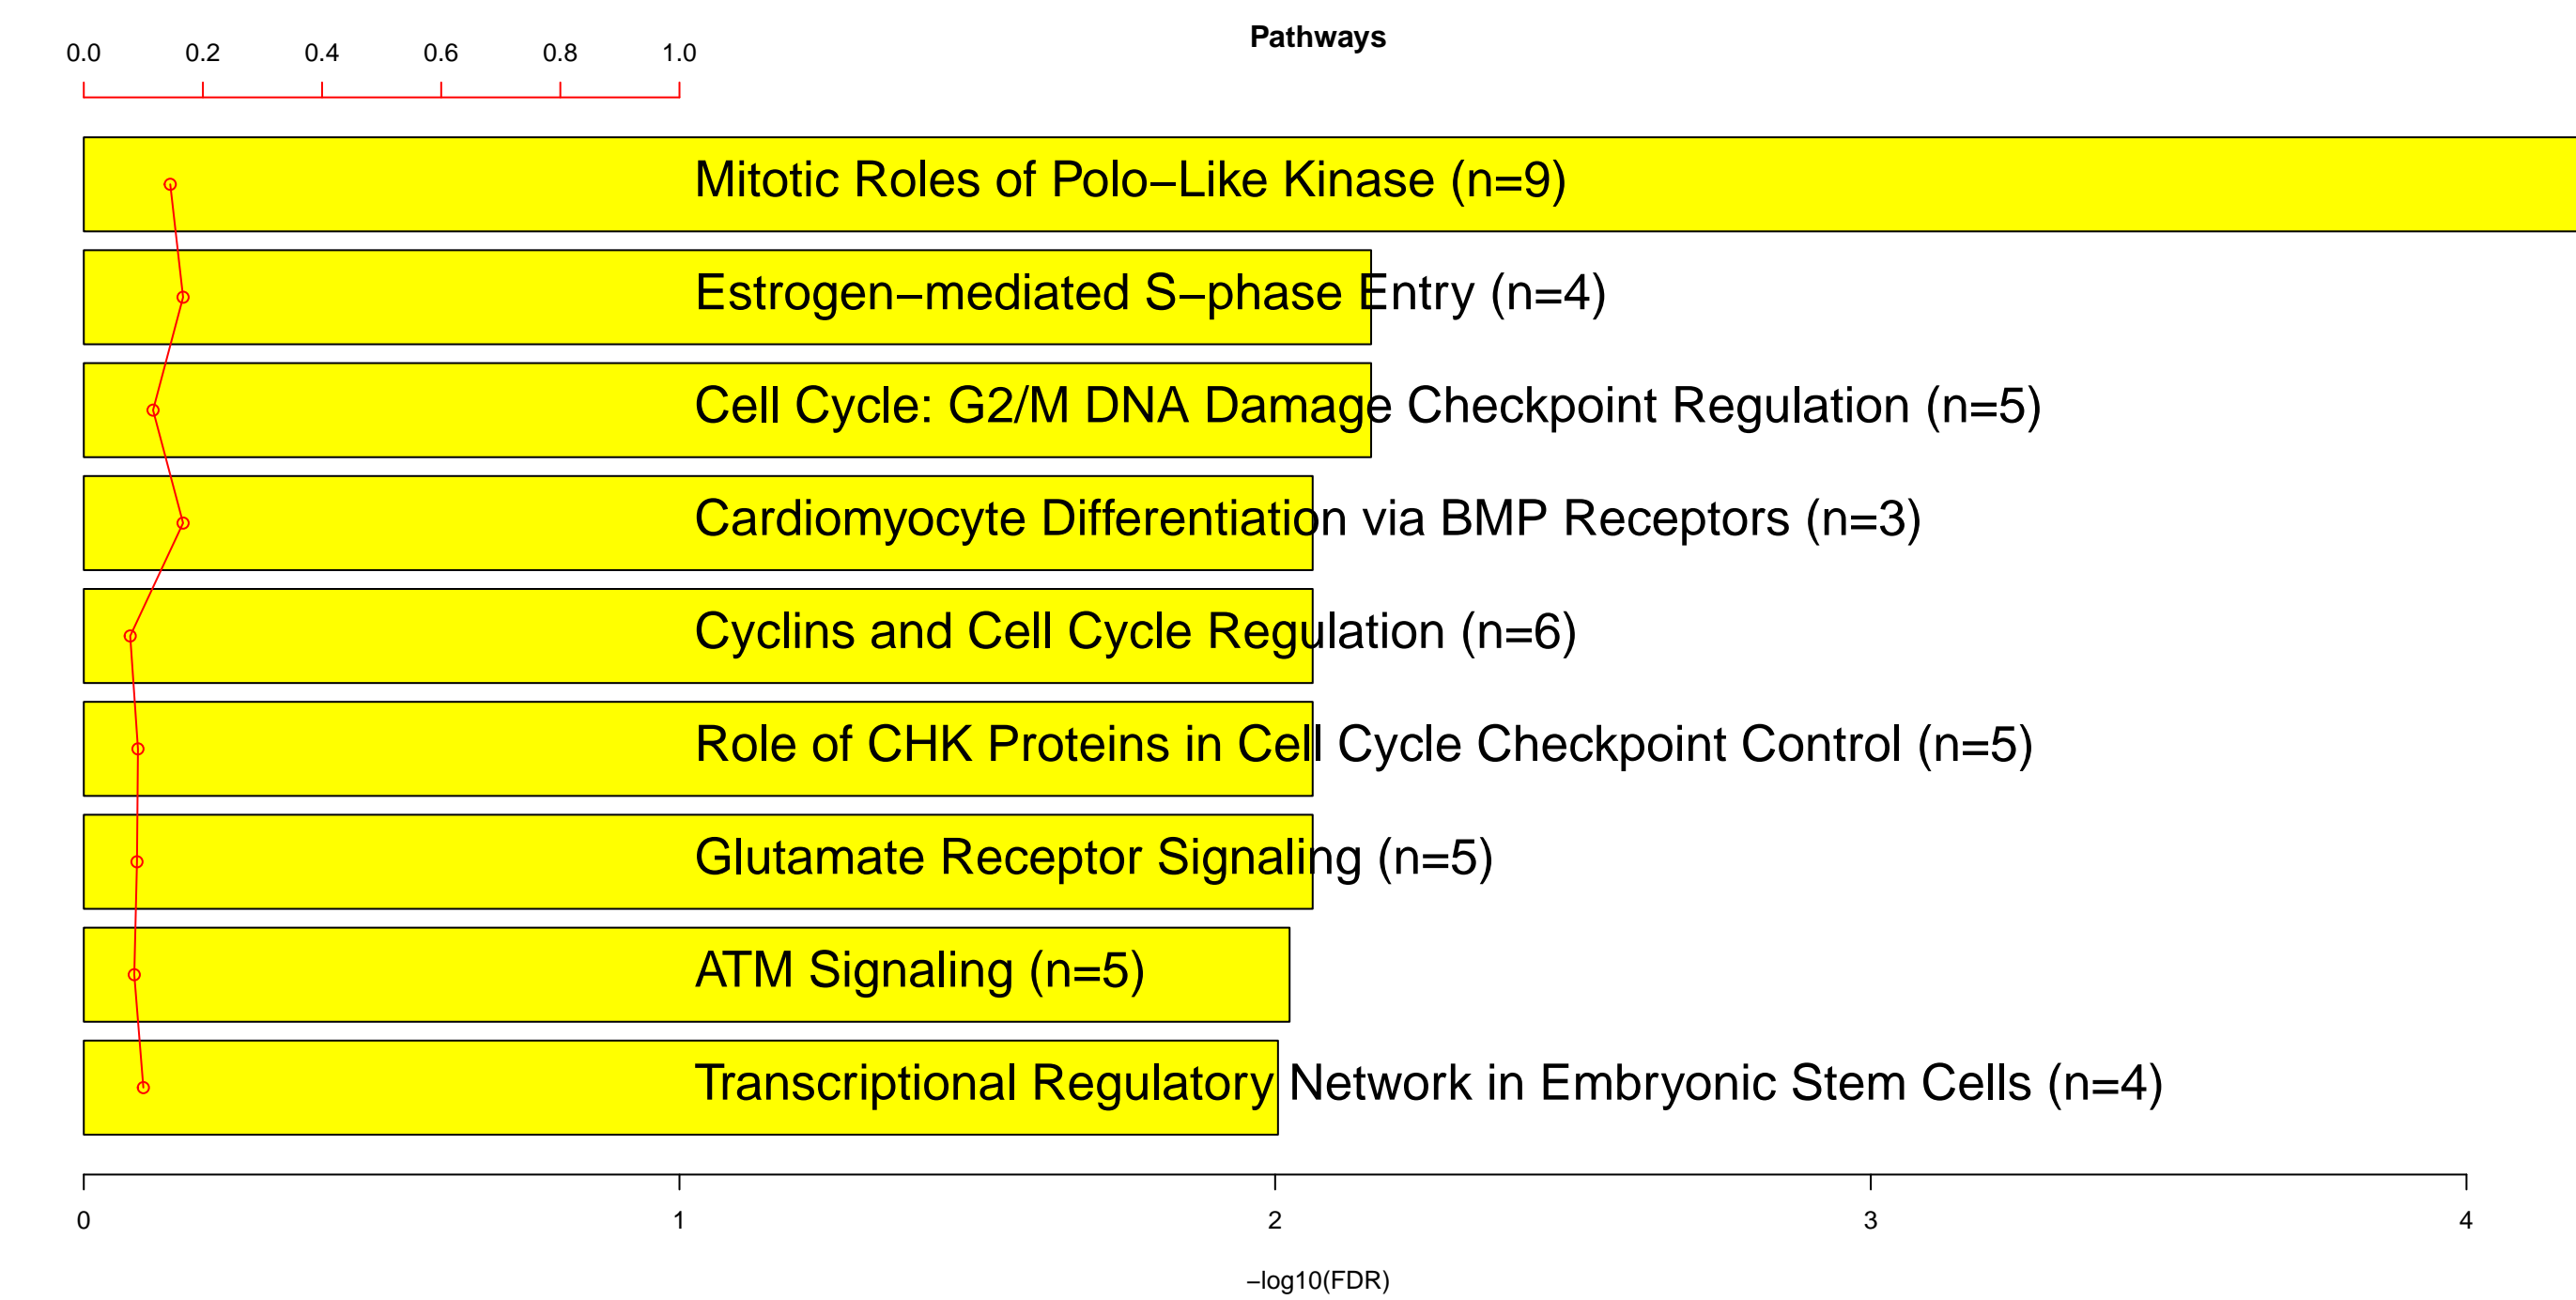 Pathways
0.0 0.2 0.4 0.6 0.8 1.0
Mitotic Roles of Polo−Like Kinase (n=9)
Estrogen−mediated S−phase Entry (n=4)
Cell Cycle: G2/M DNA Damage Checkpoint Regulation (n=5)
Cardiomyocyte Differentiation via BMP Receptors (n=3)
Cyclins and Cell Cycle Regulation (n=6)
Role of CHK Proteins in Cell Cycle Checkpoint Control (n=5)
Glutamate Receptor Signaling (n=5)
ATM Signaling (n=5)
Transcriptional Regulatory Network in Embryonic Stem Cells (n=4)
0 1 2 3 4
−log10(FDR)